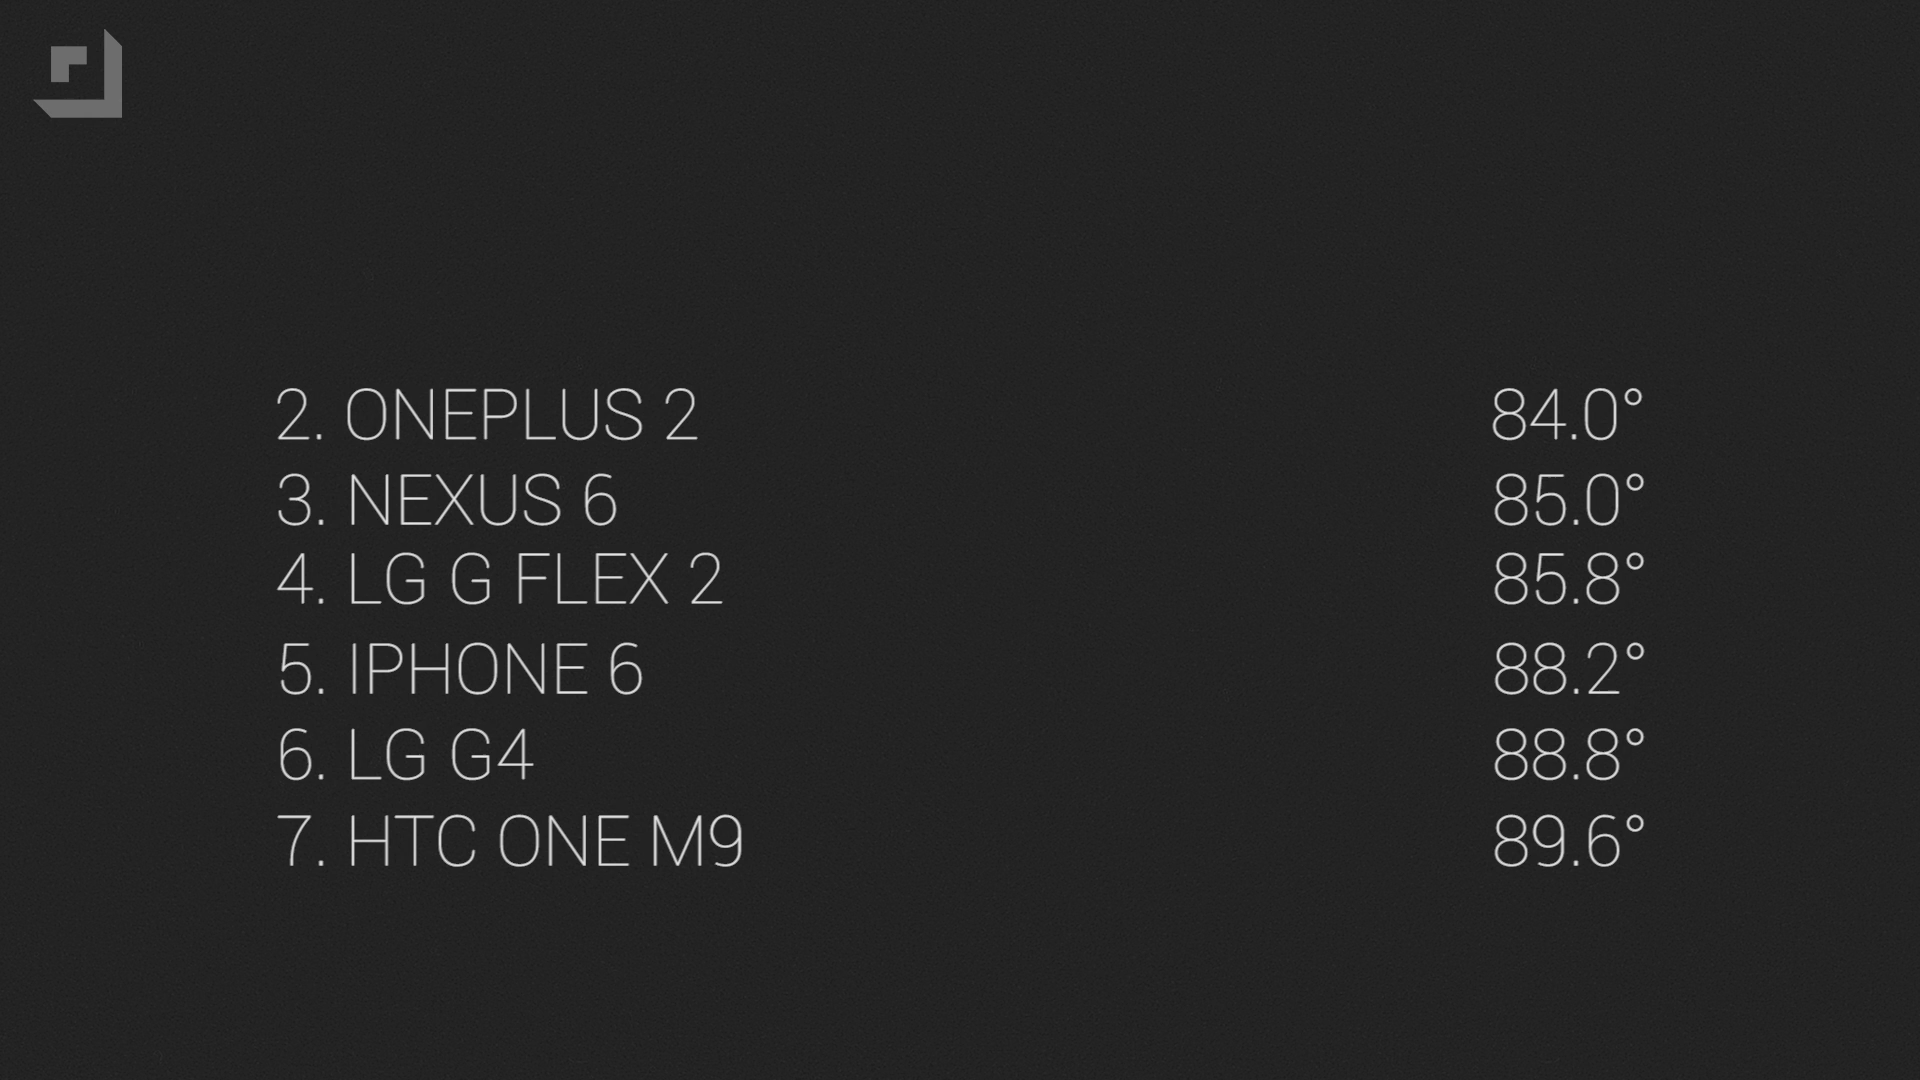 2. ONEPLUS 2 84.0°
3. NEXUS 6 85.0°
4. LG G FLEX 2 85.8°
5. IPHONE 6 88.2°
6. LG G4 88.8°
7. HTC ONE M9 89.6°